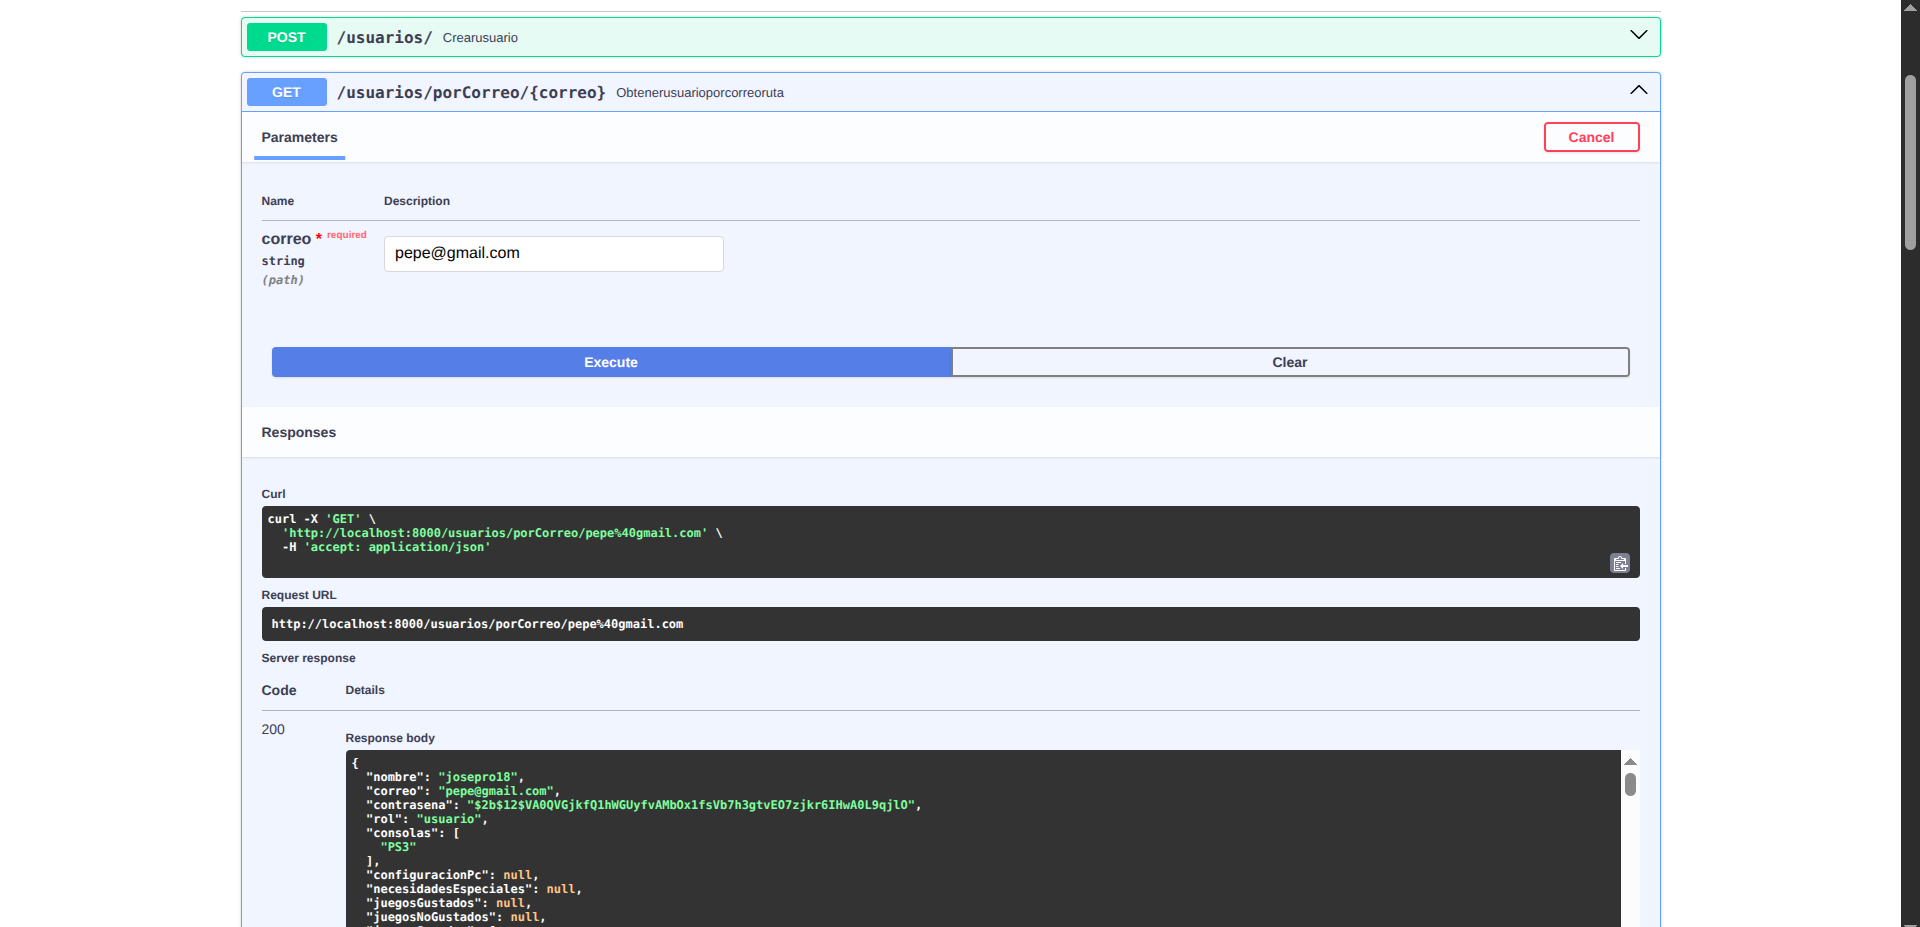 POST /usuarios/ Crearusuario
GET /usuarios/porCorreo/{correo} Obtenerusuarioporcorreoruta
Parameters
Cancel
Name Description
correo * required
string
(path)
pepe@gmail.com
Execute Clear
Responses
Curl
curl -X 'GET' \
'http://localhost:8000/usuarios/porCorreo/pepe%40gmail.com' \
-H 'accept: application/json'
Request URL
http://localhost:8000/usuarios/porCorreo/pepe%40gmail.com
Server response
Code Details
200
Response body
{
"nombre": "josepro18",
"correo": "pepe@gmail.com",
"contrasena": "$2b$12$VA0QVGjkfQ1hWGUyfvAMbOx1fsVb7h3gtvEO7zjkr6IHwA0L9qjlO",
"rol": "usuario",
"consolas": [
"PS3"
],
"configuracionPc": null,
"necesidadesEspeciales": null,
"juegosGustados": null,
"juegosNoGustados": null,